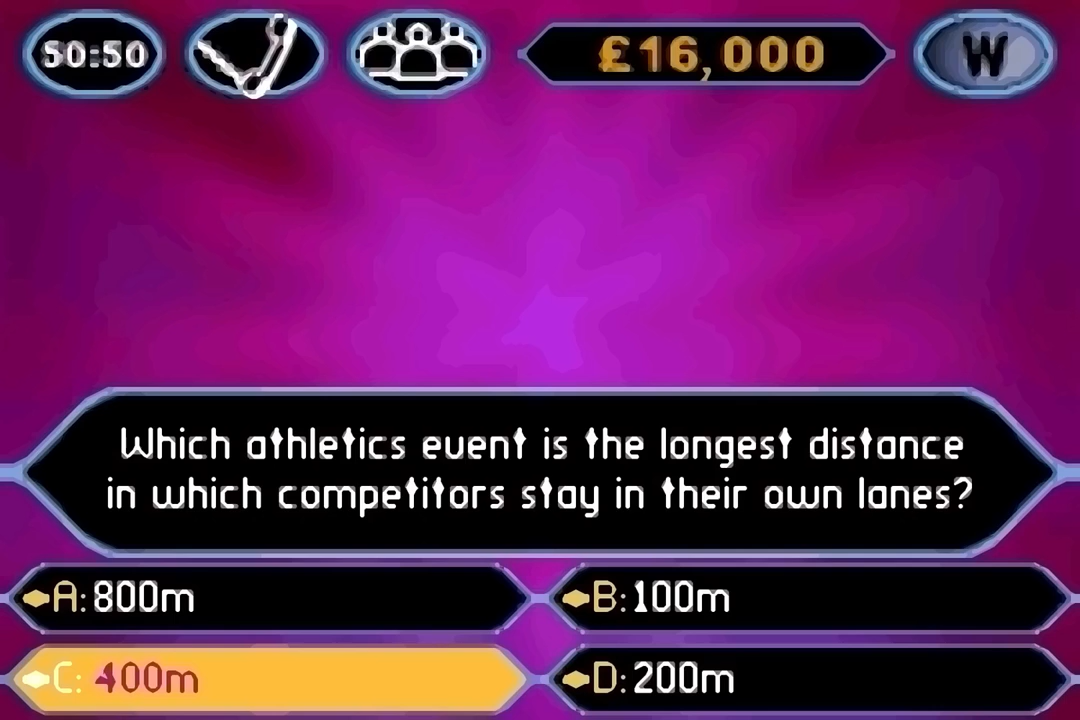 50:50
£16,000
W
Which athletics event is the longest distance
in which competitors stay in their own lanes?
A: 800m
B: 100m
C: 400m
D: 200m